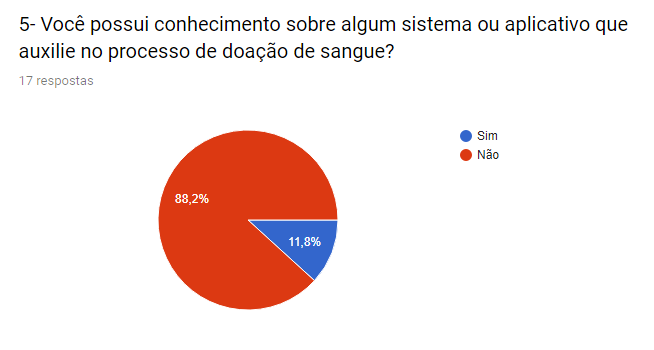 5- Você possui conhecimento sobre algum sistema ou aplicativo que
auxilie no processo de doação de sangue?
17 respostas
Sim
Não
88,2%
11,8%